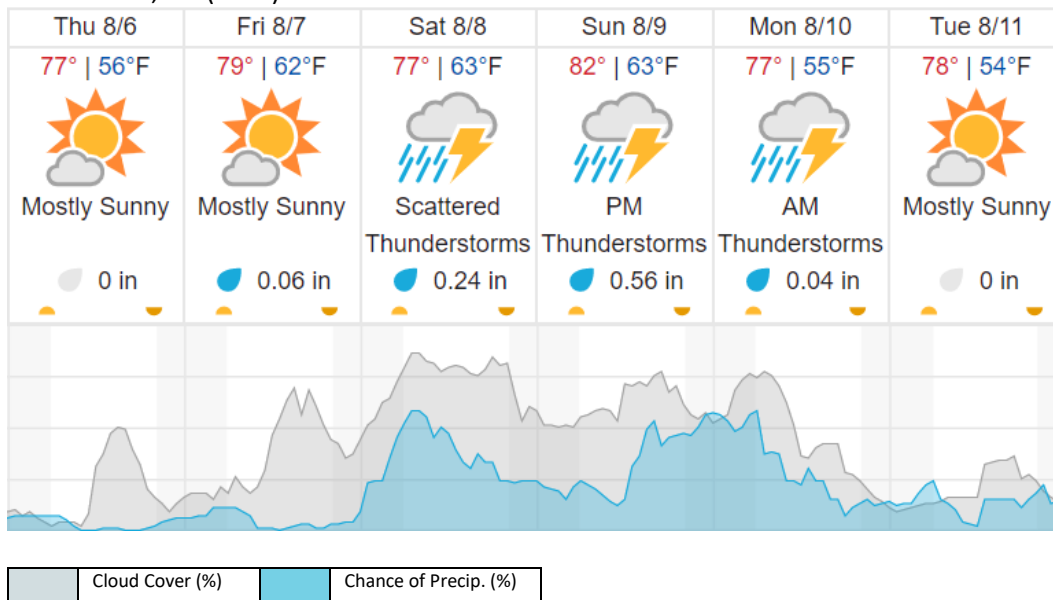 Thu 8/6 Fri 8/7 Sat 8/8 Sun 8/9 Mon 8/10 Tue 8/11
77° | 56°F 79° | 62°F 77° | 63°F 82° | 63°F 77° | 55°F 78° | 54°F
Mostly Sunny Mostly Sunny Scattered PM AM Mostly Sunny
Thunderstorms Thunderstorms Thunderstorms
0 in 0.06 in 0.24 in 0.56 in 0.04 in 0 in
Cloud Cover (%) Chance of Precip. (%)